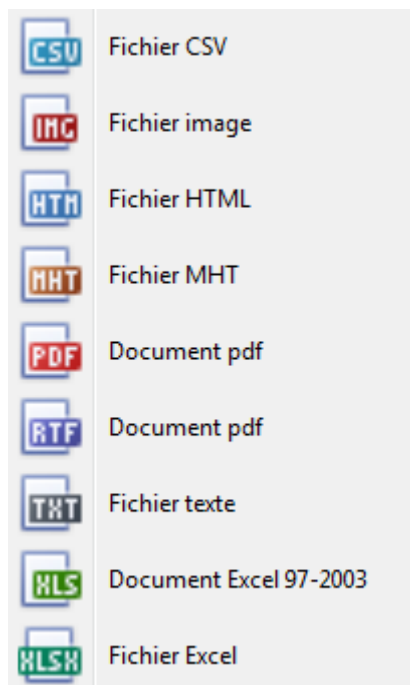 CSV Fichier CSV
IMG Fichier image
HTM Fichier HTML
MHT Fichier MHT
PDF Document pdf
RTF Document pdf
TXT Fichier texte
XLS Document Excel 97-2003
XLSX Fichier Excel